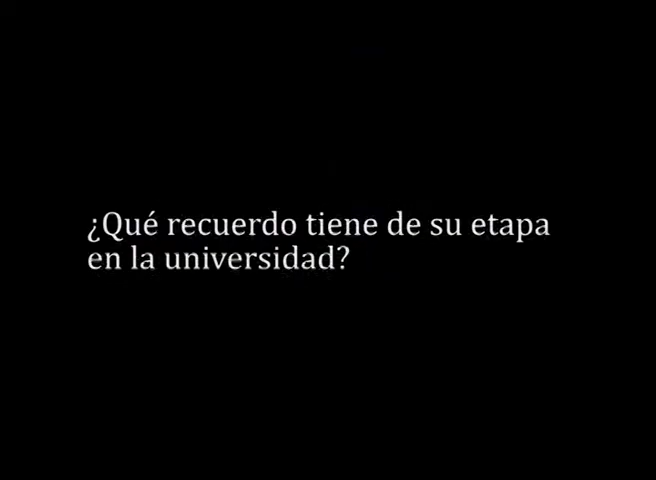 ¿Qué recuerdo tiene de su etapa
en la universidad?